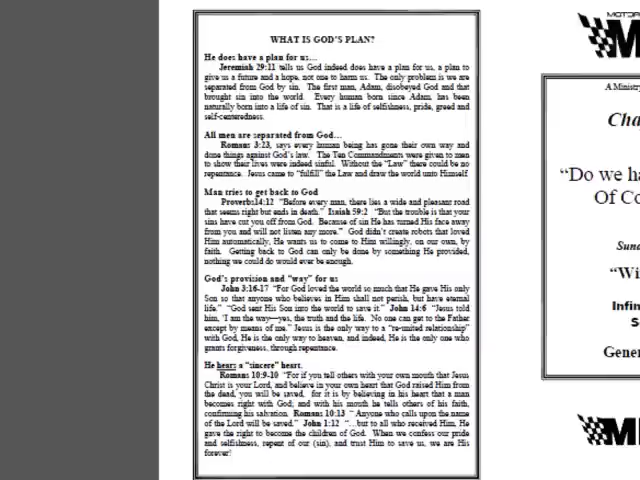 WHAT IS GOD'S PLAN?
He does have a plan for us...
Jeremiah 29:11 tells us God indeed does have a plan for us, a plan to
give us a future and a hope, not one to harm us. The only problem is we are
separated from God by sin. The first man, Adam, disobeyed God and that
brought sin into the world. Every human born since Adam, has been
naturally born into a life of sin. That is a life of selfishness, pride, greed and
self-centeredness.
All men are separated from God...
Romans 3:23, says every human being has gone their own way and
done things against God's law. The Ten Commandments were given to men
to show their lives were indeed sinful. Without the "Law" there could be no
repentance. Jesus came to "fulfill" the Law and draw the world unto Himself.
Man tries to get back to God
Proverbs14:12 "Before every man, there lies a wide and pleasant road
that seems right but ends in death." Isaiah 59:2 "But the trouble is that your
sins have cut you off from God. Because of sin He has turned His face away
from you and will not listen any more." God didn't create robots that loved
Him automatically, He wants us to come to Him willingly, on our own, by
faith. Getting back to God can only be done by something He provided,
nothing we could do would ever be enough.
God's provision and "way" for us
John 3:16-17 "For God loved the world so much that He gave His only
Son so that anyone who believes in Him shall not perish, but have eternal
life." "God sent His Son into the world to save it." John 14:6 "Jesus told
him, 'I am the way—yes, the truth and the life. No one can get to the Father
except by means of me." Jesus is the only way to a "re-united relationship"
with God, He is the only way to heaven, and indeed, He is the only one who
grants forgiveness, through repentance.
He hears a "sincere" heart.
Romans 10:9-10 "For if you tell others with your own mouth that Jesus
Christ is your Lord, and believe in your own heart that God raised Him from
the dead, you will be saved, for it is by believing in his heart that a man
becomes right with God; and with his mouth he tells others of his faith,
confirming his salvation. Romans 10:13 " Anyone who calls upon the name
of the Lord will be saved." John 1:12 "...but to all who received Him, He
gave the right to become the children of God. When we confess our pride
and selfishness, repent of our (sin), and trust Him to save us, we are His
forever!
MOTOR
M
A Ministry
Cha
"Do we ha
Of Co
Sund
"Wi
Infin
S
Gener
M